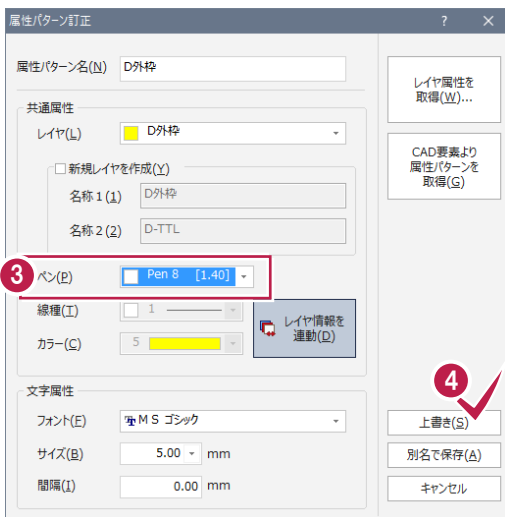 属性パターン訂正 ? ×
属性パターン名(N) D外枠
レイヤ属性を
取得(W)...
共通属性
レイヤ(L) D外枠
CAD要素より
属性パターンを
取得(G)
新規レイヤを作成(Y)
名称1(1) D外枠
名称2(2) D-TTL
3 ペン(P) Pen 8 [1.40]
線種(T) 1
レイヤ情報を
連動(D)
カラー(C) 5
4
文字属性
フォント(F) MS ゴシック
上書き(S)
サイズ(B) 5.00 mm
別名で保存(A)
間隔(I) 0.00 mm
キャンセル